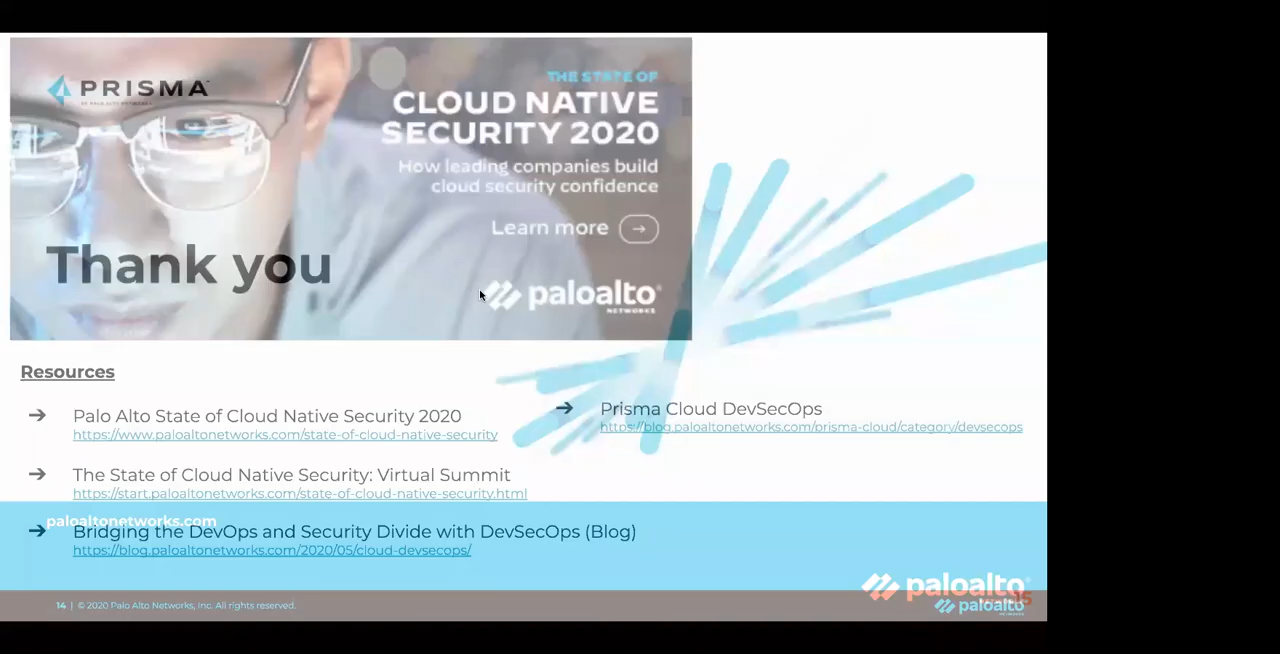 PRISMA
BY PALO ALTO NETWORKS
THE STATE OF
CLOUD NATIVE
SECURITY 2020
How leading companies build
cloud security confidence
Learn more
Thank you
paloalto
NETWORKS
Resources
➔ Palo Alto State of Cloud Native Security 2020
https://www.paloaltonetworks.com/state-of-cloud-native-security
➔ Prisma Cloud DevSecOps
https://blog.paloaltonetworks.com/prisma-cloud/category/devsecops
➔ The State of Cloud Native Security: Virtual Summit
https://start.paloaltonetworks.com/state-of-cloud-native-security.html
paloaltonetworks.com
➔ Bridging the DevOps and Security Divide with DevSecOps (Blog)
https://blog.paloaltonetworks.com/2020/05/cloud-devsecops/
paloalto
14 | © 2020 Palo Alto Networks, Inc. All rights reserved.
15
paloalto